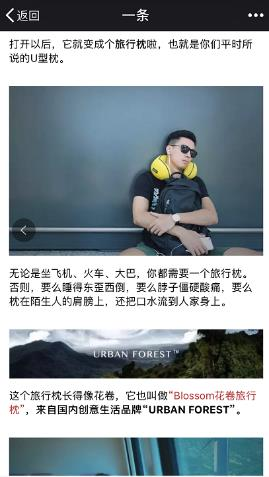 返回
一条
打开以后，它就变成个旅行枕啦，也就是你们平时所
说的U型枕。
无论是坐飞机、火车、大巴，你都需要一个旅行枕。
否则，要么睡得东歪西倒，要么脖子僵硬酸痛，要么
枕在陌生人的肩膀上，还把口水流到人家身上。
URBAN FOREST™
这个旅行枕长得像花卷，它也叫做“Blossom花卷旅行
枕”，来自国内创意生活品牌“URBAN FOREST”。